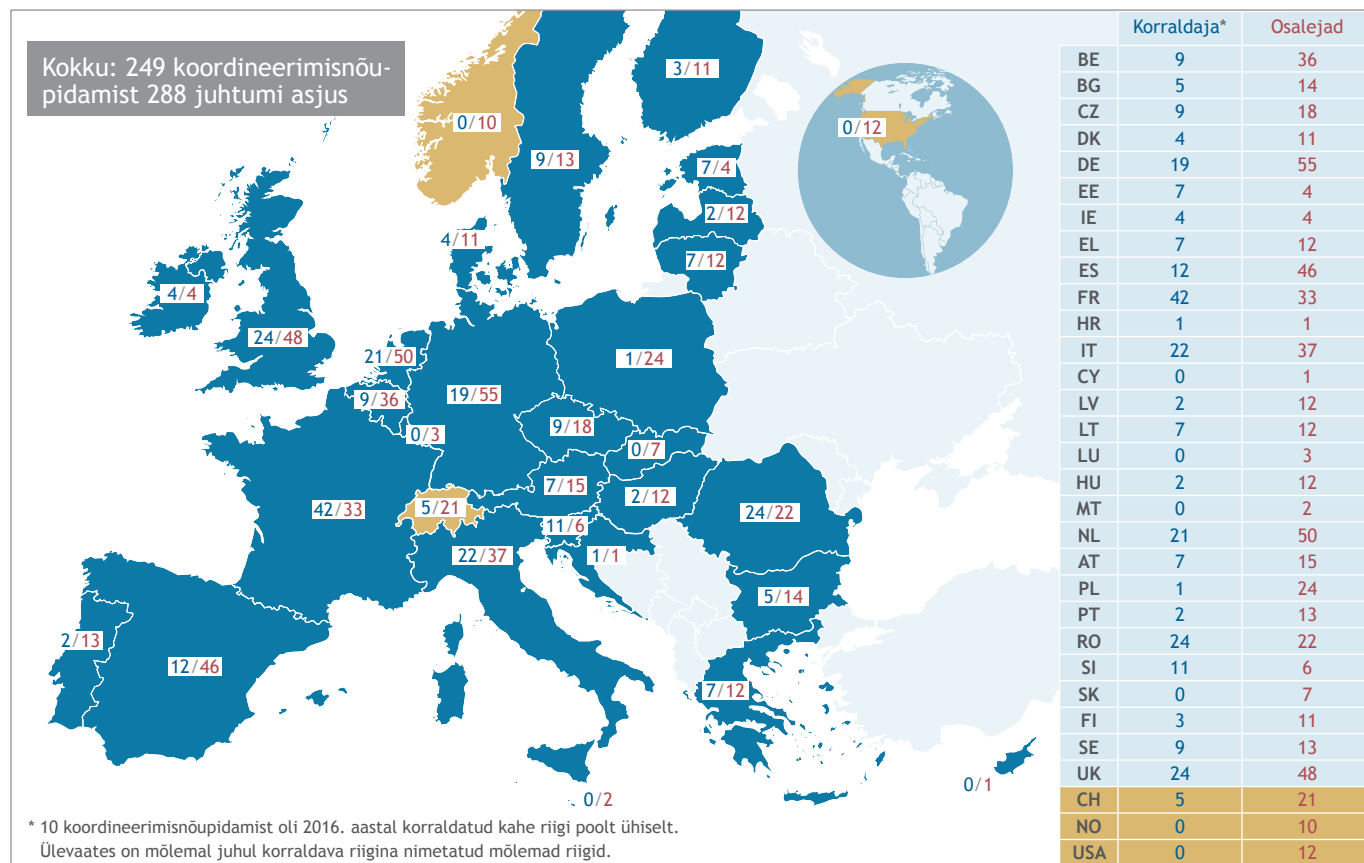 Kokku: 249 koordineerimisnõu-
pidamist 288 juhtumi asjus
3/11
0/10
0/12
9/13
7/4
2/12
4/11
7/12
4/4
24/48
21/50
1/24
9/36
19/55
9/18
0/3
0/7
7/15
2/12
42/33
5/21
24/22
11/6
22/37
1/1
5/14
2/13
12/46
7/12
0/1
0/2
* 10 koordineerimisnõupidamist oli 2016. aastal korraldatud kahe riigi poolt ühiselt.
Ülevaates on mõlemal juhul korraldava riigina nimetatud mõlemad riigid.
Korraldaja* Osalejad
BE 9 36
BG 5 14
CZ 9 18
DK 4 11
DE 19 55
EE 7 4
IE 4 4
EL 7 12
ES 12 46
FR 42 33
HR 1 1
IT 22 37
CY 0 1
LV 2 12
LT 7 12
LU 0 3
HU 2 12
MT 0 2
NL 21 50
AT 7 15
PL 1 24
PT 2 13
RO 24 22
SI 11 6
SK 0 7
FI 3 11
SE 9 13
UK 24 48
CH 5 21
NO 0 10
USA 0 12